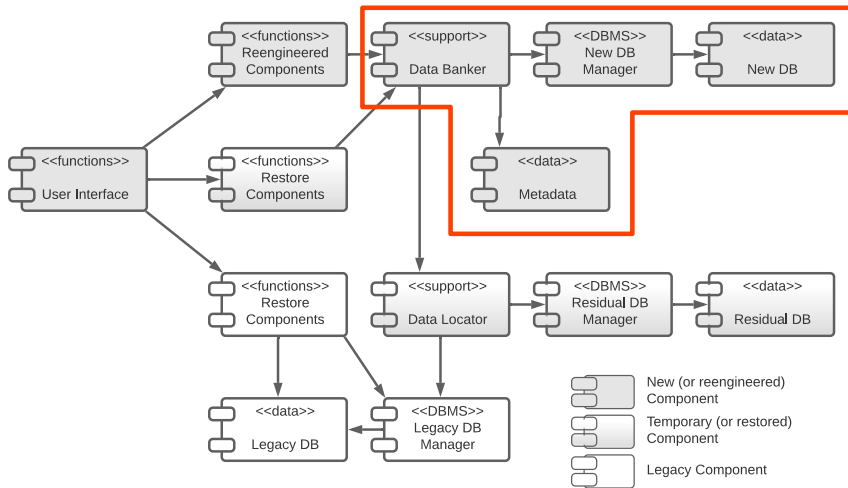 <<functions>>
Reengineered
Components
<<support>>
Data Banker
<<DBMS>>
New DB
Manager
<<data>>
New DB
<<functions>>
User Interface
<<functions>>
Restore
Components
<<data>>
Metadata
<<functions>>
Restore
Components
<<support>>
Data Locator
<<DBMS>>
Residual DB
Manager
<<data>>
Residual DB
<<data>>
Legacy DB
<<DBMS>>
Legacy DB
Manager
New (or reengineered)
Component
Temporary (or restored)
Component
Legacy Component